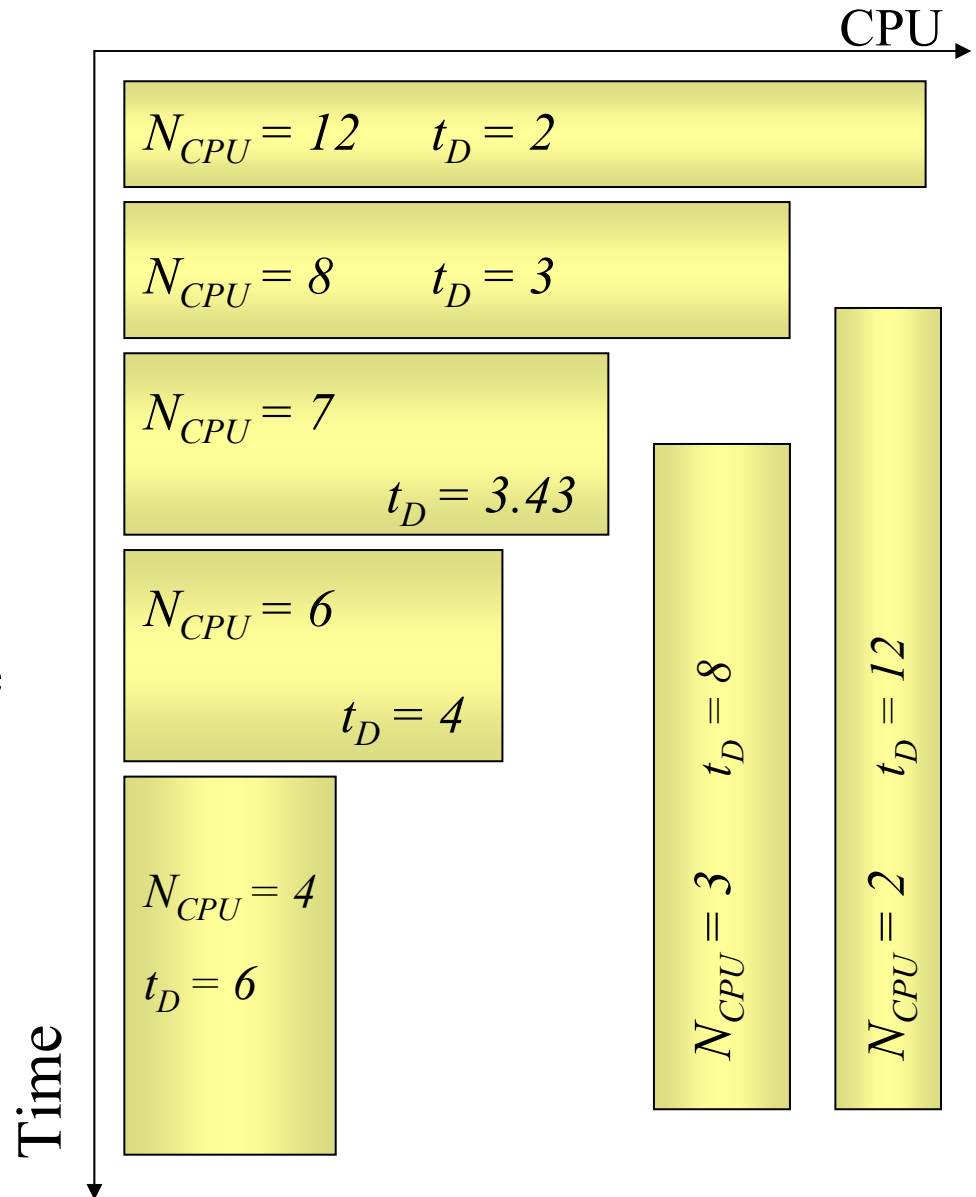 CPU
N_CPU = 12 t_D = 2
N_CPU = 8 t_D = 3
N_CPU = 7
t_D = 3.43
N_CPU = 6
t_D = 4
N_CPU = 4
t_D = 6
N_CPU = 3 t_D = 8
N_CPU = 2 t_D = 12
Time